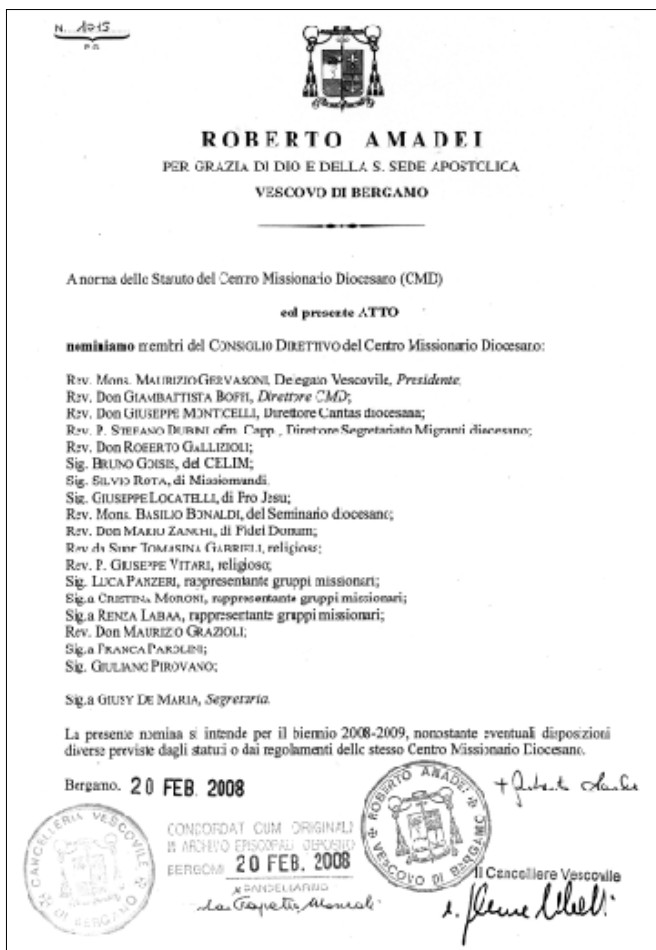 N. 1015
P.G.
ROBERTO AMADEI
PER GRAZIA DI DIO E DELLA S. SEDE APOSTOLICA
VESCOVO DI BERGAMO
A norma dello Statuto del Centro Missionario Diocesano (CMD)
col presente ATTO
nominiamo membri del CONSIGLIO DIRETTIVO del Centro Missionario Diocesano:
Rev. Mons. MAURIZIO GERVASONI, Delegato Vescovile, Presidente;
Rev. Don GIAMBATTISTA BOFFI, Direttore CMD;
Rev. Don GIUSEPPE MONTICELLI, Direttore Caritas diocesana;
Rev. P. STEFANO DUBINI ofm. Capp., Direttore Segretariato Migranti diocesano;
Rev. Don ROBERTO GALLIZIOLI;
Sig. BRUNO GOISIS, del CELIM;
Sig. SILVIO ROTA, di Missiomundi.
Sig. GIUSEPPE LOCATELLI, di Pro Jesu;
Rev. Mons. BASILIO BONALDI, del Seminario diocesano;
Rev. Don MARIO ZANCHI, di Fidei Donum;
Rev.da Suor TOMASINA GABRIELI, religiosa;
Rev. P. GIUSEPPE VITARI, religioso;
Sig. LUCA PANZERI, rappresentante gruppi missionari;
Sig.a CRISTINA MORONI, rappresentante gruppi missionari;
Sig.a RENZA LABAA, rappresentante gruppi missionari;
Rev. Don MAURIZIO GRAZIOLI;
Sig.a FRANCA PAROLINI;
Sig. GIULIANO PIROVANO;
Sig.a GIUSY DE MARIA, Segretaria.
La presente nomina si intende per il biennio 2008-2009, nonostante eventuali disposizioni
diverse previste dagli statuti o dai regolamenti dello stesso Centro Missionario Diocesano.
Bergamo, 20 FEB. 2008
ROBERTO AMADEI
VESCOVO DI BERGAMO
CANCELLERIA VESCOVILE
DI BERGAMO
CONCORDAT CUM ORIGINALI
IN ARCHIVO EPISCOPALI DEPOSITO
BERGOMI 20 FEB. 2008
Il Cancelliere Vescovile